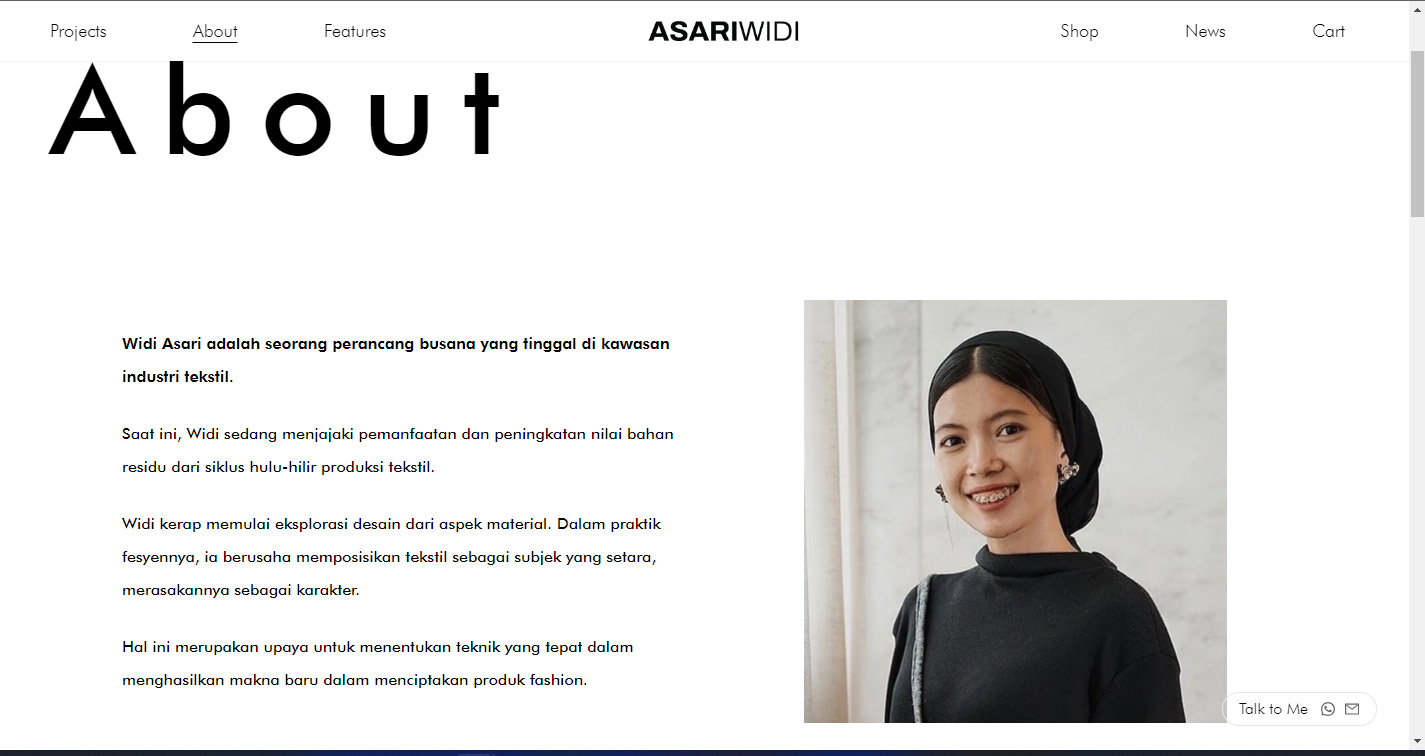 Projects About Features ASARIWIDI Shop News Cart
About
Widi Asari adalah seorang perancang busana yang tinggal di kawasan
industri tekstil.
Saat ini, Widi sedang menjajaki pemanfaatan dan peningkatan nilai bahan
residu dari siklus hulu-hilir produksi tekstil.
Widi kerap memulai eksplorasi desain dari aspek material. Dalam praktik
fesyennya, ia berusaha memposisikan tekstil sebagai subjek yang setara,
merasakannya sebagai karakter.
Hal ini merupakan upaya untuk menentukan teknik yang tepat dalam
menghasilkan makna baru dalam menciptakan produk fashion.
Talk to Me